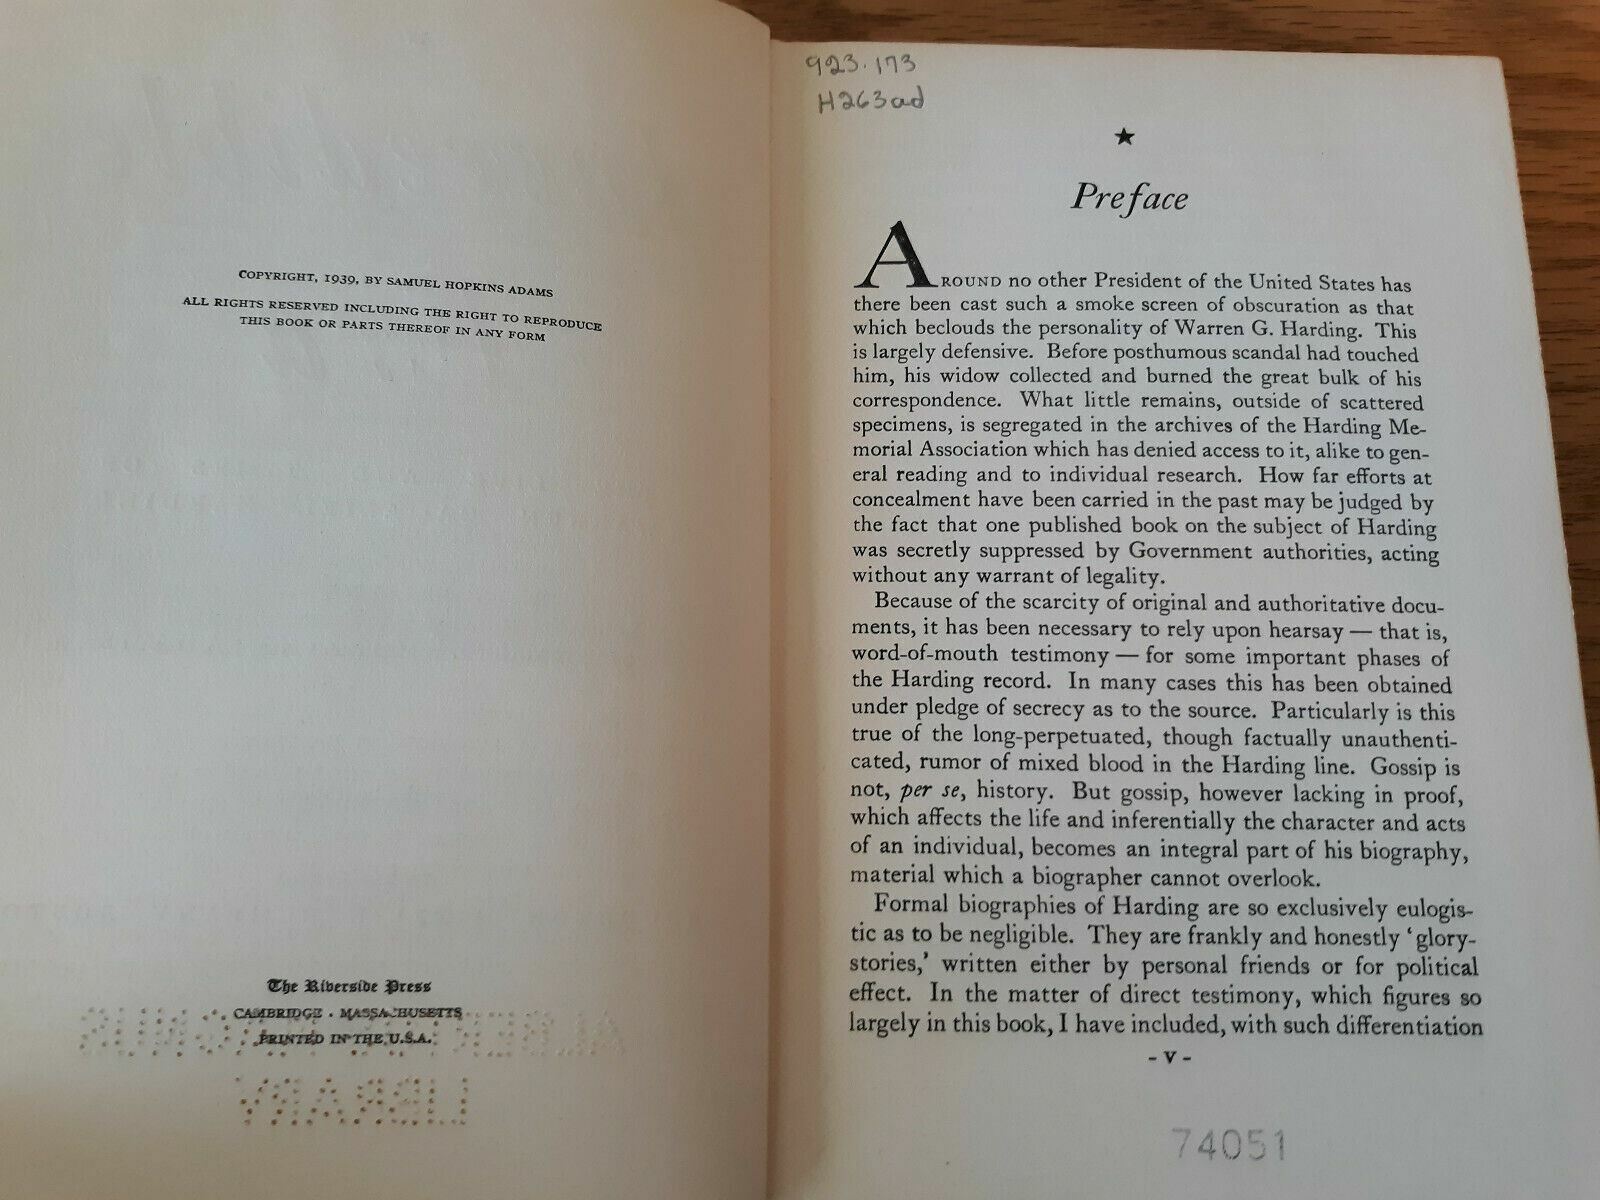 COPYRIGHT, 1939, BY SAMUEL HOPKINS ADAMS
ALL RIGHTS RESERVED INCLUDING THE RIGHT TO REPRODUCE
THIS BOOK OR PARTS THEREOF IN ANY FORM
The Riverside Press
CAMBRIDGE · MASSACHUSETTS
PRINTED IN THE U.S.A.
LIBRARY
923.173
H263ad
★
Preface
AROUND no other President of the United States has
there been cast such a smoke screen of obscuration as that
which beclouds the personality of Warren G. Harding. This
is largely defensive. Before posthumous scandal had touched
him, his widow collected and burned the great bulk of his
correspondence. What little remains, outside of scattered
specimens, is segregated in the archives of the Harding Me-
morial Association which has denied access to it, alike to gen-
eral reading and to individual research. How far efforts at
concealment have been carried in the past may be judged by
the fact that one published book on the subject of Harding
was secretly suppressed by Government authorities, acting
without any warrant of legality.
Because of the scarcity of original and authoritative docu-
ments, it has been necessary to rely upon hearsay — that is,
word-of-mouth testimony — for some important phases of
the Harding record. In many cases this has been obtained
under pledge of secrecy as to the source. Particularly is this
true of the long-perpetuated, though factually unauthenti-
cated, rumor of mixed blood in the Harding line. Gossip is
not, per se, history. But gossip, however lacking in proof,
which affects the life and inferentially the character and acts
of an individual, becomes an integral part of his biography,
material which a biographer cannot overlook.
Formal biographies of Harding are so exclusively eulogis-
tic as to be negligible. They are frankly and honestly ‘glory-
stories,’ written either by personal friends or for political
effect. In the matter of direct testimony, which figures so
largely in this book, I have included, with such differentiation
- v -
74051